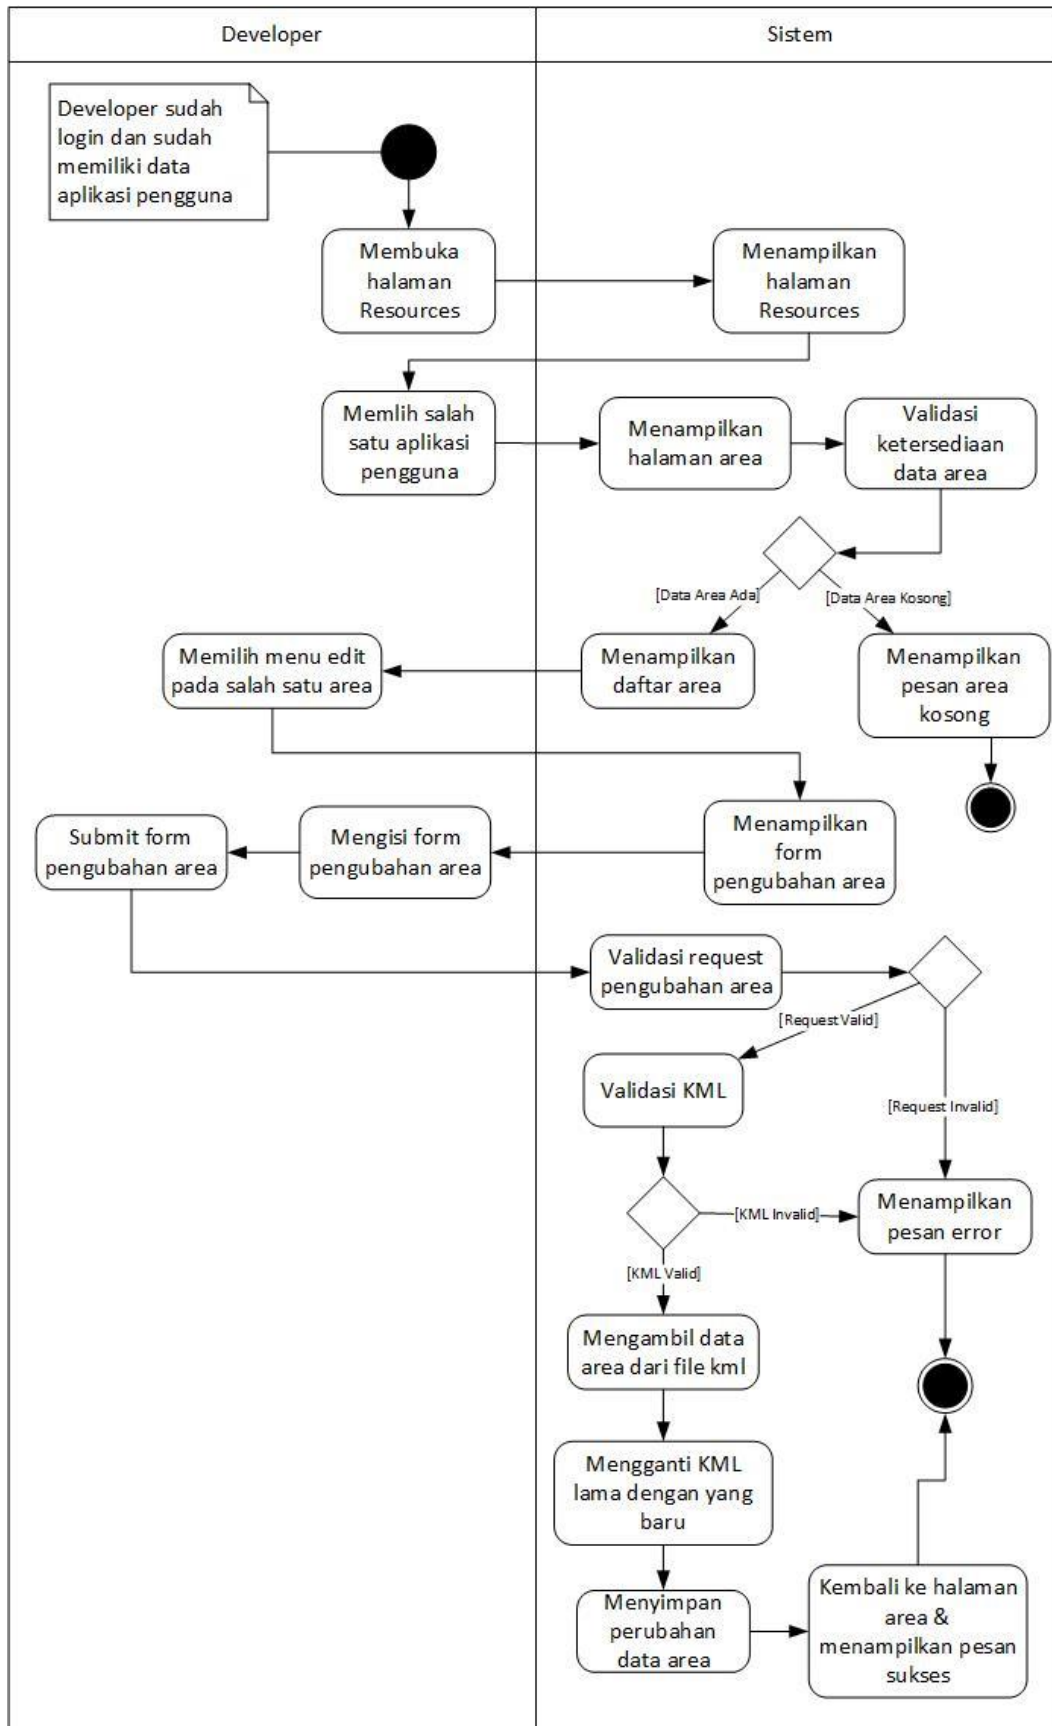 Developer
Sistem
Developer sudah
login dan sudah
memiliki data
aplikasi pengguna
Membuka
halaman
Resources
Menampilkan
halaman
Resources
Memlih salah
satu aplikasi
pengguna
Menampilkan
halaman area
Validasi
ketersediaan
data area
[Data Area Ada]
[Data Area Kosong]
Memilih menu edit
pada salah satu area
Menampilkan
daftar area
Menampilkan
pesan area
kosong
Submit form
pengubahan area
Mengisi form
pengubahan area
Menampilkan
form
pengubahan area
Validasi request
pengubahan area
[Request Valid]
Validasi KML
[Request Invalid]
[KML Invalid]
Menampilkan
pesan error
[KML Valid]
Mengambil data
area dari file kml
Mengganti KML
lama dengan yang
baru
Menyimpan
perubahan
data area
Kembali ke halaman
area &
menampilkan pesan
sukses